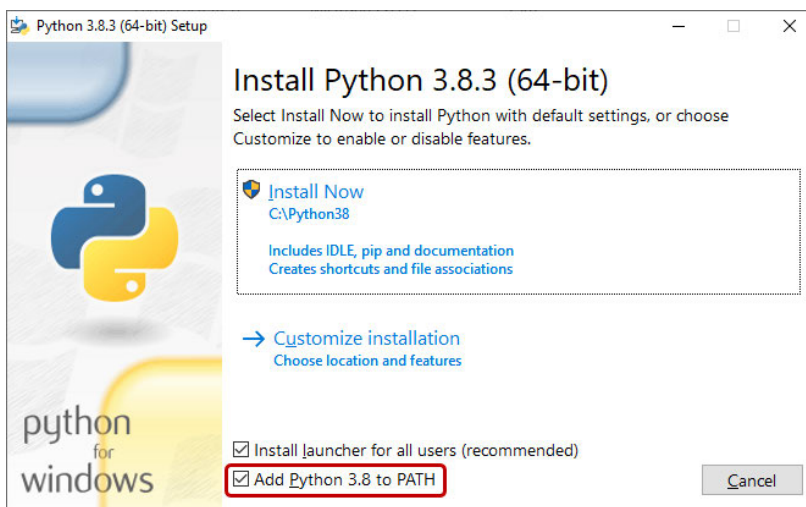 Python 3.8.3 (64-bit) Setup
Install Python 3.8.3 (64-bit)
Select Install Now to install Python with default settings, or choose
Customize to enable or disable features.
Install Now
C:\Python38
Includes IDLE, pip and documentation
Creates shortcuts and file associations
Customize installation
Choose location and features
python
for
windows
Install launcher for all users (recommended)
Add Python 3.8 to PATH
Cancel